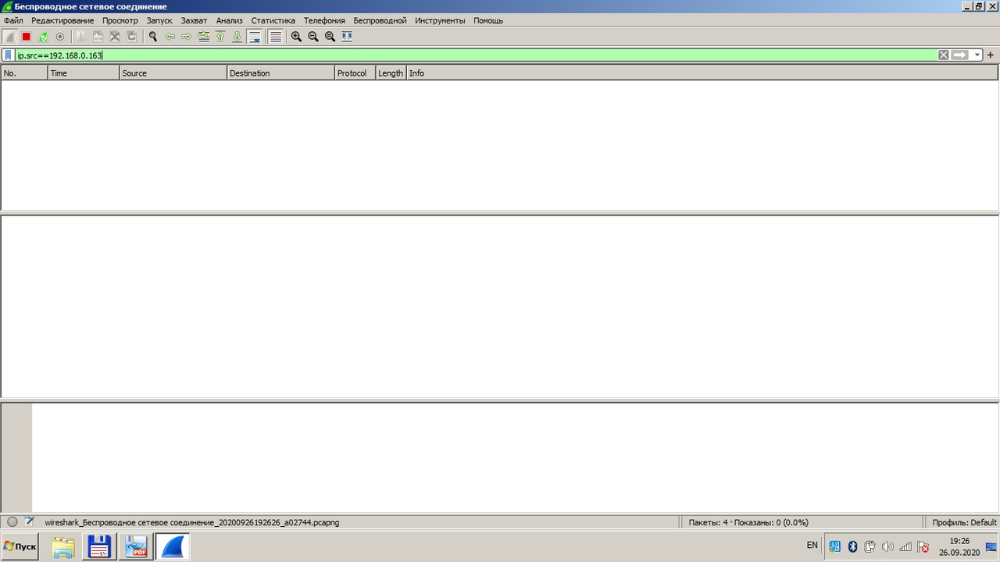 Беспроводное сетевое соединение
Файл Редактирование Просмотр Запуск Захват Анализ Статистика Телефония Беспроводной Инструменты Помощь
ip.src==192.168.0.163
No. Time Source Destination Protocol Length Info
wireshark_Беспроводное сетевое соединение_20200926192626_a02744.pcapng Пакеты: 4 · Показаны: 0 (0.0%) Профиль: Default
Пуск 64 PDF EN 19:26
26.09.2020